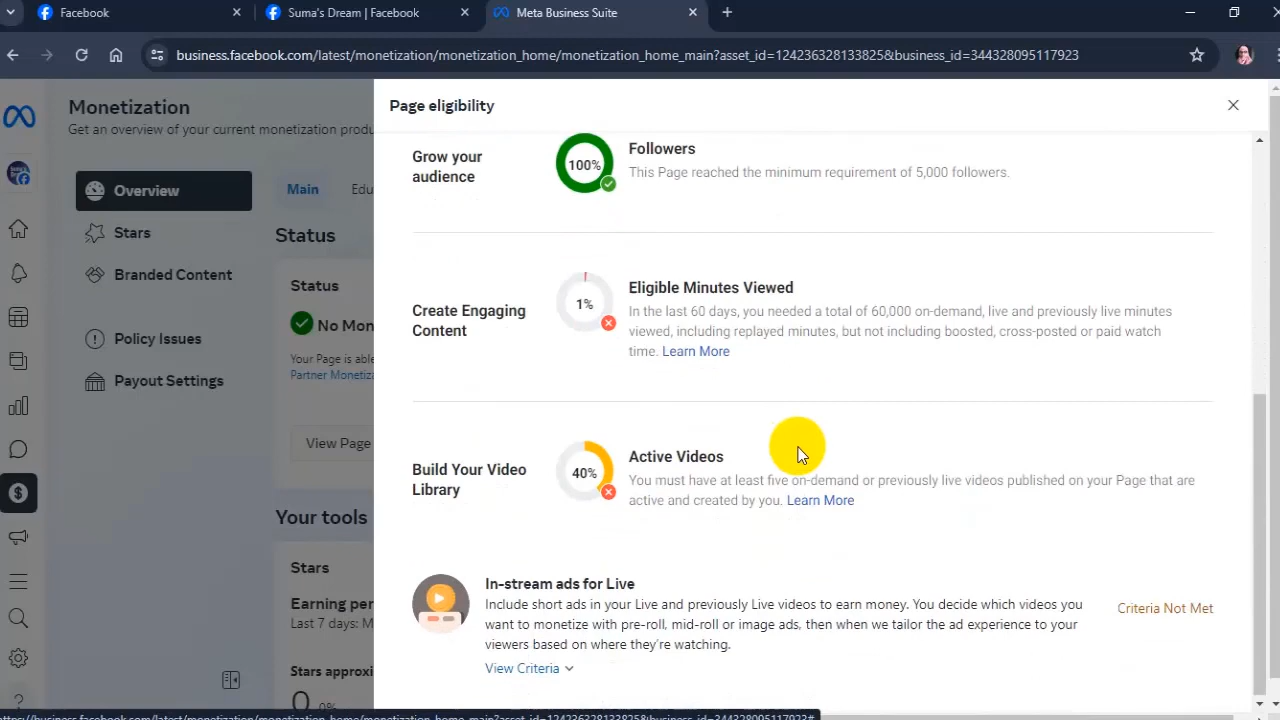 Facebook
Suma's Dream | Facebook
Meta Business Suite
business.facebook.com/latest/monetization/monetization_home/monetization_home_main?asset_id=124236328133825&business_id=344328095117923
Monetization
Get an overview of your current monetization produ
Overview
Stars
Branded Content
Policy Issues
Payout Settings
Main
Edu
Status
Status
No Mon
Your Page is able
Partner Monetiza
View Page
Your tools
Stars
Earning per
Last 7 days: M
Stars approxi
0 0%
Page eligibility
Grow your
audience
100%
Followers
This Page reached the minimum requirement of 5,000 followers.
Create Engaging
Content
1%
Eligible Minutes Viewed
In the last 60 days, you needed a total of 60,000 on-demand, live and previously live minutes
viewed, including replayed minutes, but not including boosted, cross-posted or paid watch
time. Learn More
Build Your Video
Library
40%
Active Videos
You must have at least five on-demand or previously live videos published on your Page that are
active and created by you. Learn More
In-stream ads for Live
Include short ads in your Live and previously Live videos to earn money. You decide which videos you
want to monetize with pre-roll, mid-roll or image ads, then when we tailor the ad experience to your
viewers based on where they're watching.
View Criteria
Criteria Not Met